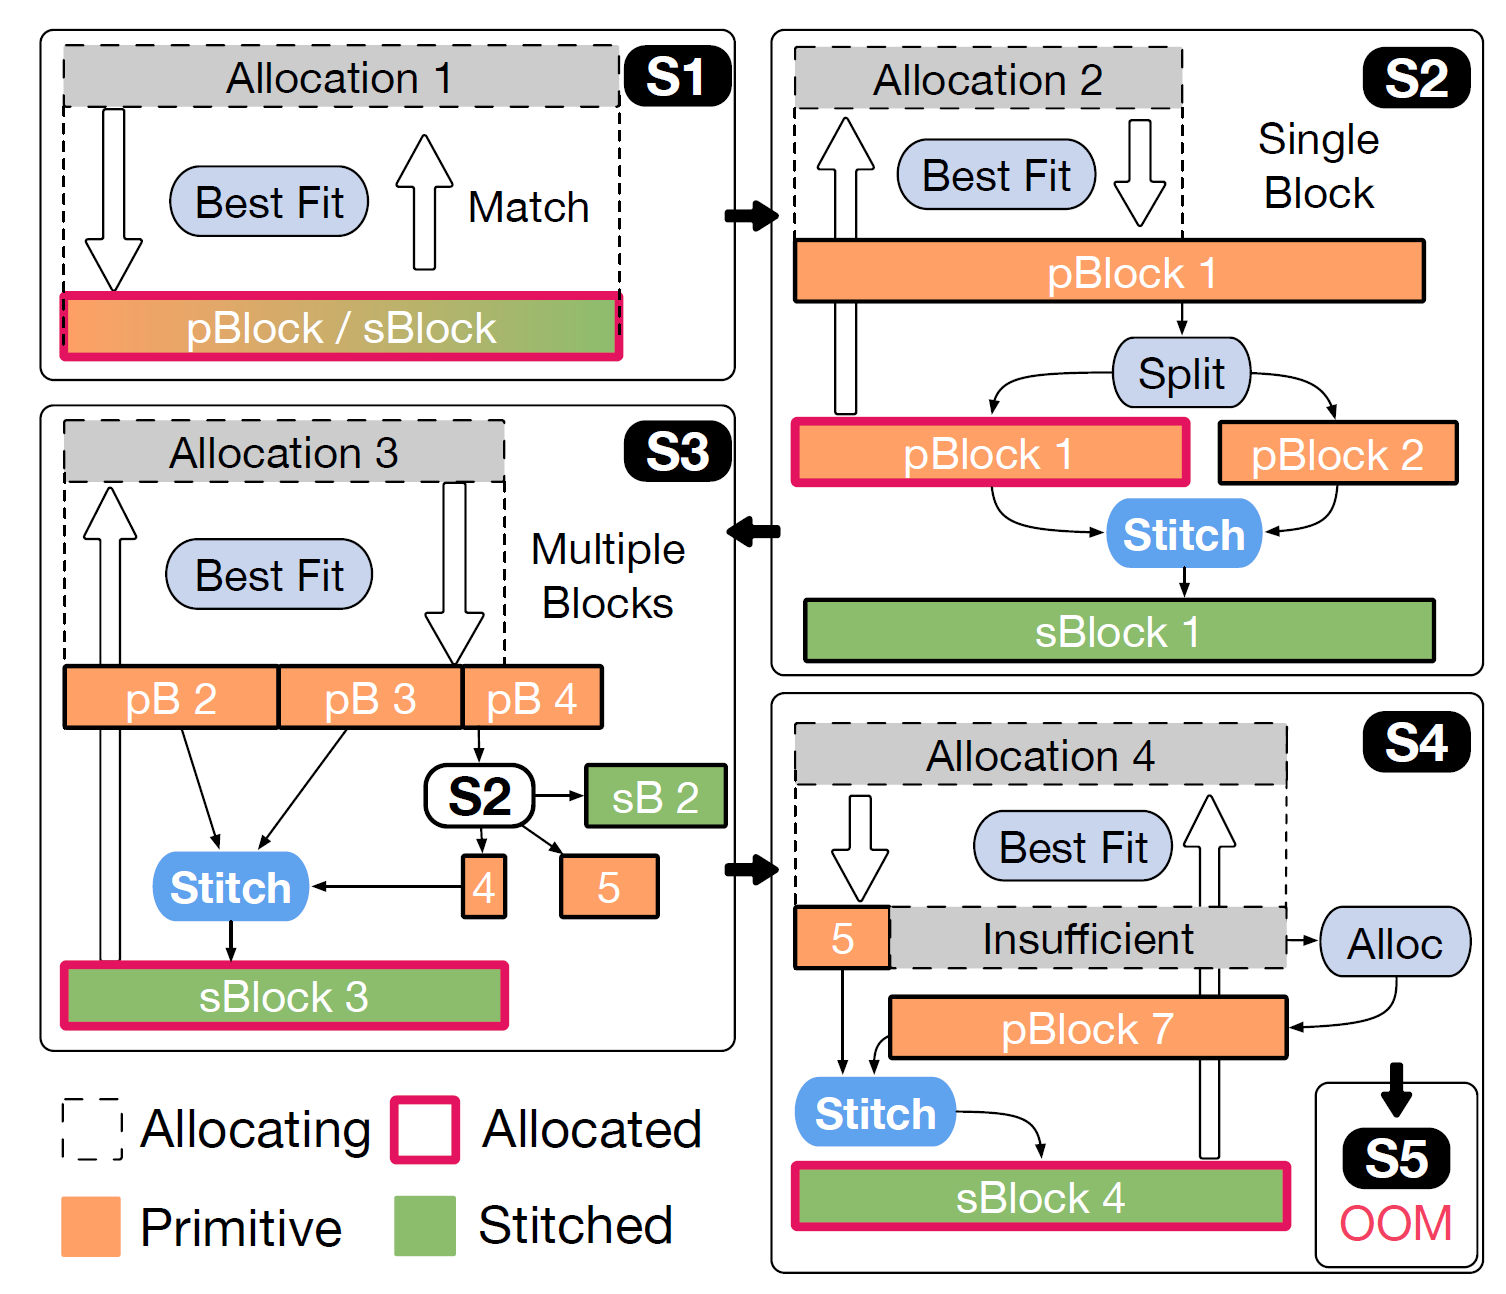 Allocation 1
S1
Best Fit
Match
pBlock / sBlock
Allocation 2
S2
Best Fit
Single
Block
pBlock 1
Split
pBlock 1
pBlock 2
Stitch
sBlock 1
Allocation 3
S3
Best Fit
Multiple
Blocks
pB 2
pB 3
pB 4
S2
sB 2
4
5
Stitch
sBlock 3
Allocation 4
S4
Best Fit
5
Insufficient
Alloc
pBlock 7
Stitch
sBlock 4
S5
OOM
Allocating
Allocated
Primitive
Stitched